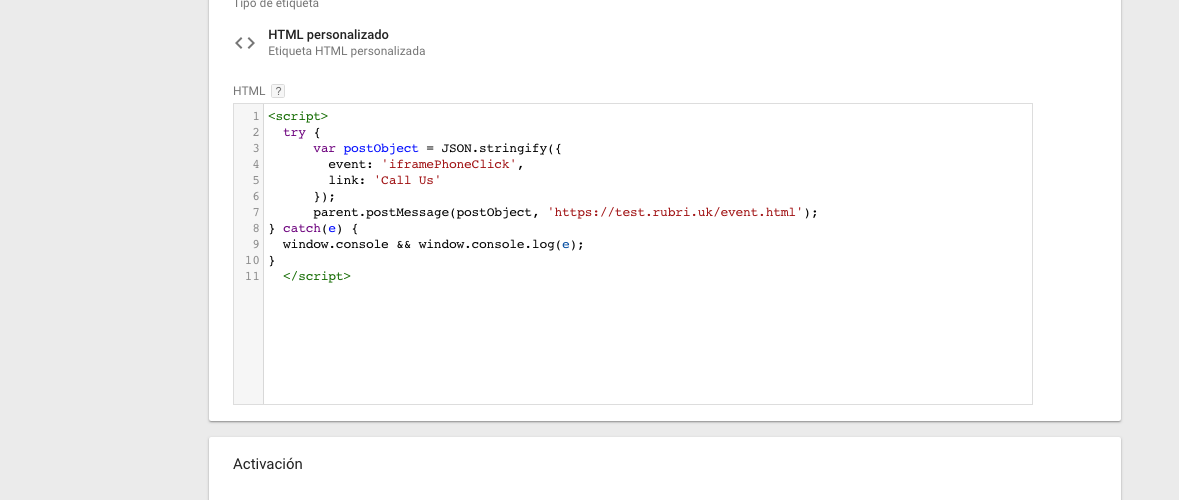 Tipo de etiqueta
HTML personalizado
Etiqueta HTML personalizada
HTML ?
1 <script>
2 try {
3 var postObject = JSON.stringify({
4 event: 'iframePhoneClick',
5 link: 'Call Us'
6 });
7 parent.postMessage(postObject, 'https://test.rubri.uk/event.html');
8 } catch(e) {
9 window.console && window.console.log(e);
10 }
11 </script>
Activación